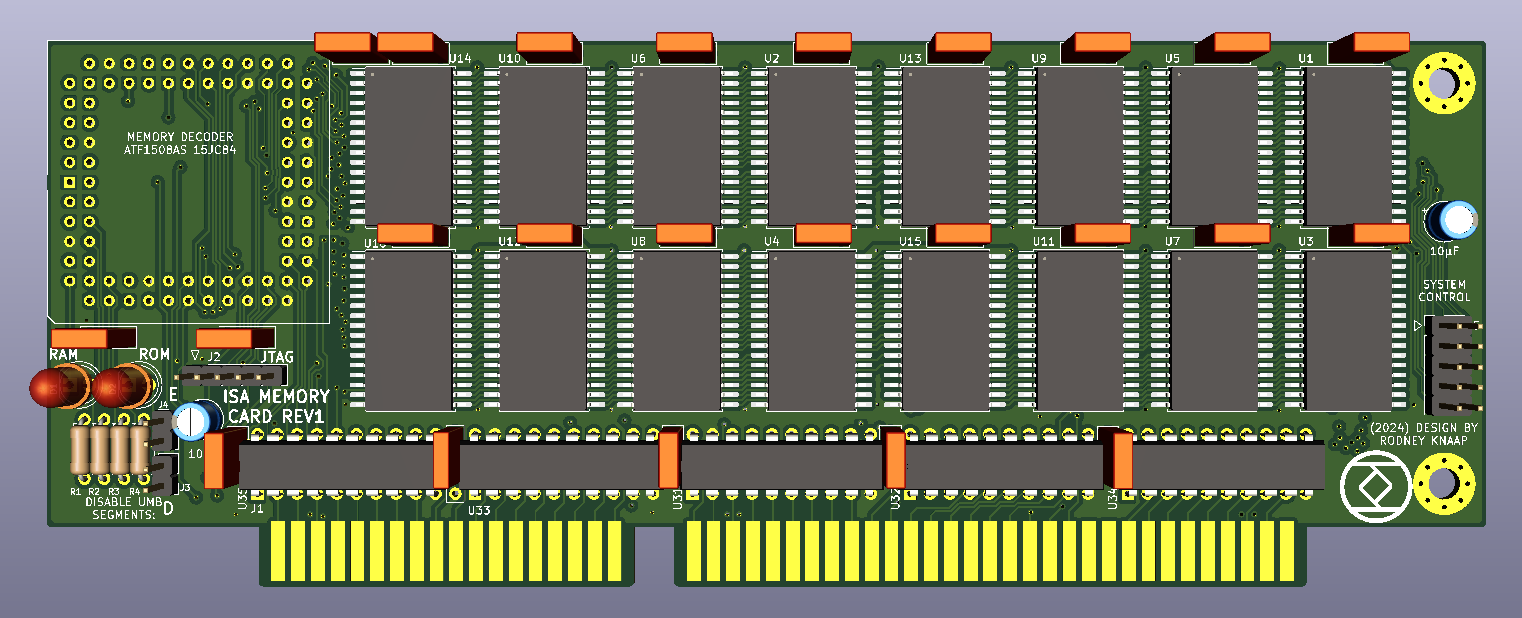 U14 U10 U6 U2 U13 U9 U5 U1
MEMORY DECODER
ATF1508AS 15JC84
U12 U8 U4 U15 U11 U7 U3
10µF
SYSTEM
CONTROL
RAM ROM J2 JTAG
E
J4
ISA MEMORY
CARD REV1
10
(2024) DESIGN BY
RODNEY KNAAP
R1 R2 R3 R4 J3
DISABLE UMB
SEGMENTS:
D
U35 J1 U33 U31 U32 U34